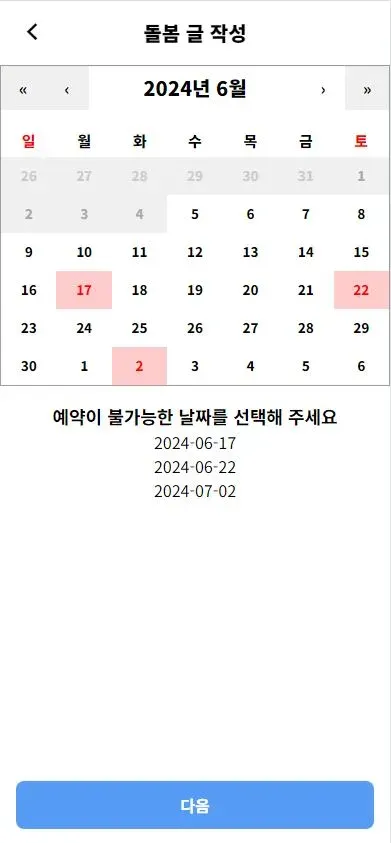 돌봄 글 작성
« ‹ 2024년 6월 › »
일 월 화 수 목 금 토
26 27 28 29 30 31 1
2 3 4 5 6 7 8
9 10 11 12 13 14 15
16 17 18 19 20 21 22
23 24 25 26 27 28 29
30 1 2 3 4 5 6
예약이 불가능한 날짜를 선택해 주세요
2024-06-17
2024-06-22
2024-07-02
다음